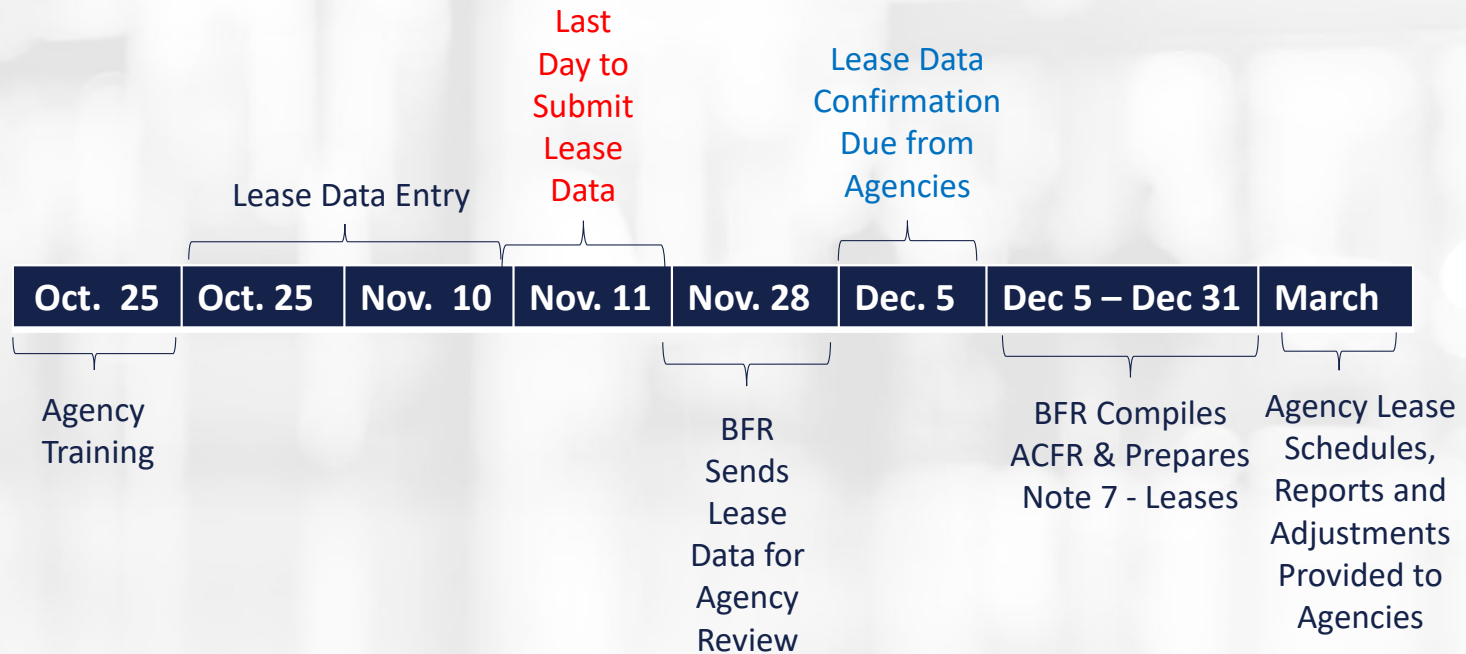 Last
Day to
Submit
Lease
Data
Lease Data
Confirmation
Due from
Agencies
Lease Data Entry
Oct.  25 Oct. 25 Nov.  10 Nov. 11 Nov. 28 Dec. 5 Dec 5 – Dec 31 March
Agency
Training
BFR
Sends
Lease
Data for
Agency
Review
BFR Compiles
ACFR & Prepares
Note 7 - Leases
Agency Lease
Schedules,
Reports and
Adjustments
Provided to
Agencies